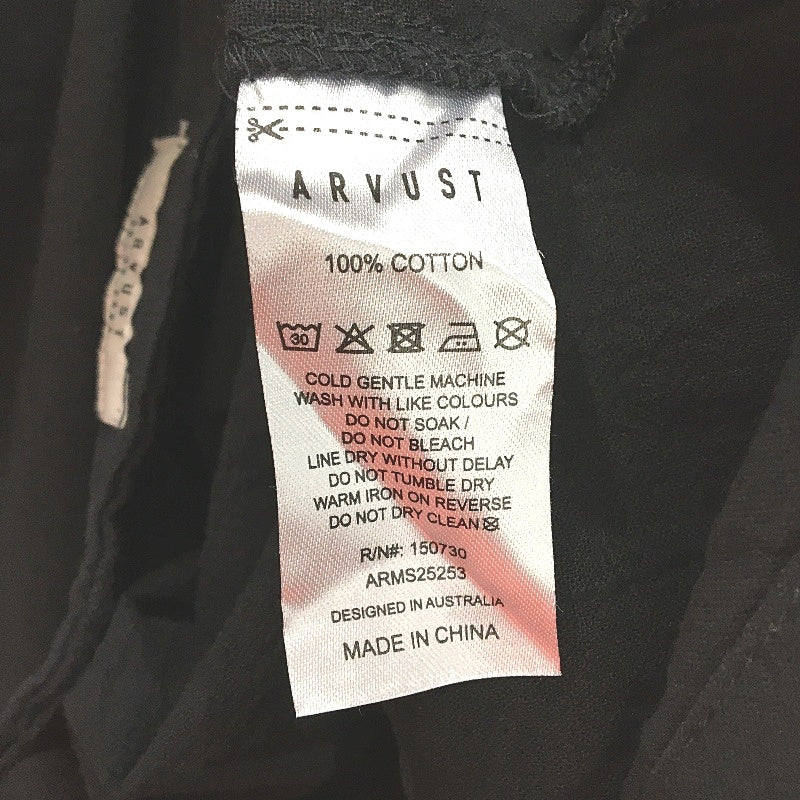 ARVUST
100% COTTON
30
COLD GENTLE MACHINE
WASH WITH LIKE COLOURS
DO NOT SOAK /
DO NOT BLEACH
LINE DRY WITHOUT DELAY
DO NOT TUMBLE DRY
WARM IRON ON REVERSE
DO NOT DRY CLEAN
R/N#: 150730
ARMS25253
DESIGNED IN AUSTRALIA
MADE IN CHINA
ARVUST